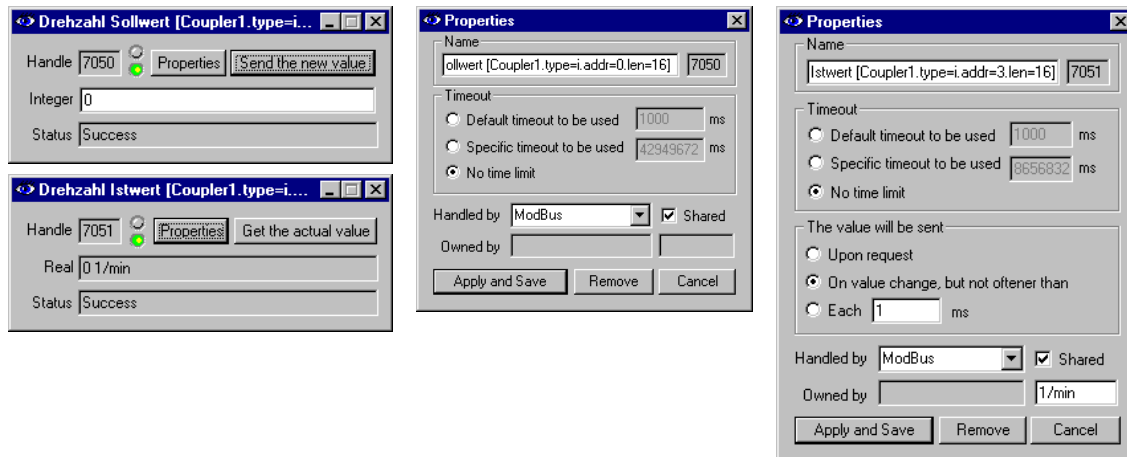 Drehzahl Sollwert [Coupler1.type=i...
Handle 7050 Properties Send the new value
Integer 0
Status Success
Drehzahl Istwert [Coupler1.type=i....
Handle 7051 Properties Get the actual value
Real 0 1/min
Status Success
Properties
Name
ollwert [Coupler1.type=i.addr=0.len=16] 7050
Timeout
Default timeout to be used 1000 ms
Specific timeout to be used 42949672 ms
No time limit
Handled by ModBus Shared
Owned by
Apply and Save Remove Cancel
Properties
Name
Istwert [Coupler1.type=i.addr=3.len=16] 7051
Timeout
Default timeout to be used 1000 ms
Specific timeout to be used 8656832 ms
No time limit
The value will be sent
Upon request
On value change, but not oftener than
Each 1 ms
Handled by ModBus Shared
Owned by 1/min
Apply and Save Remove Cancel